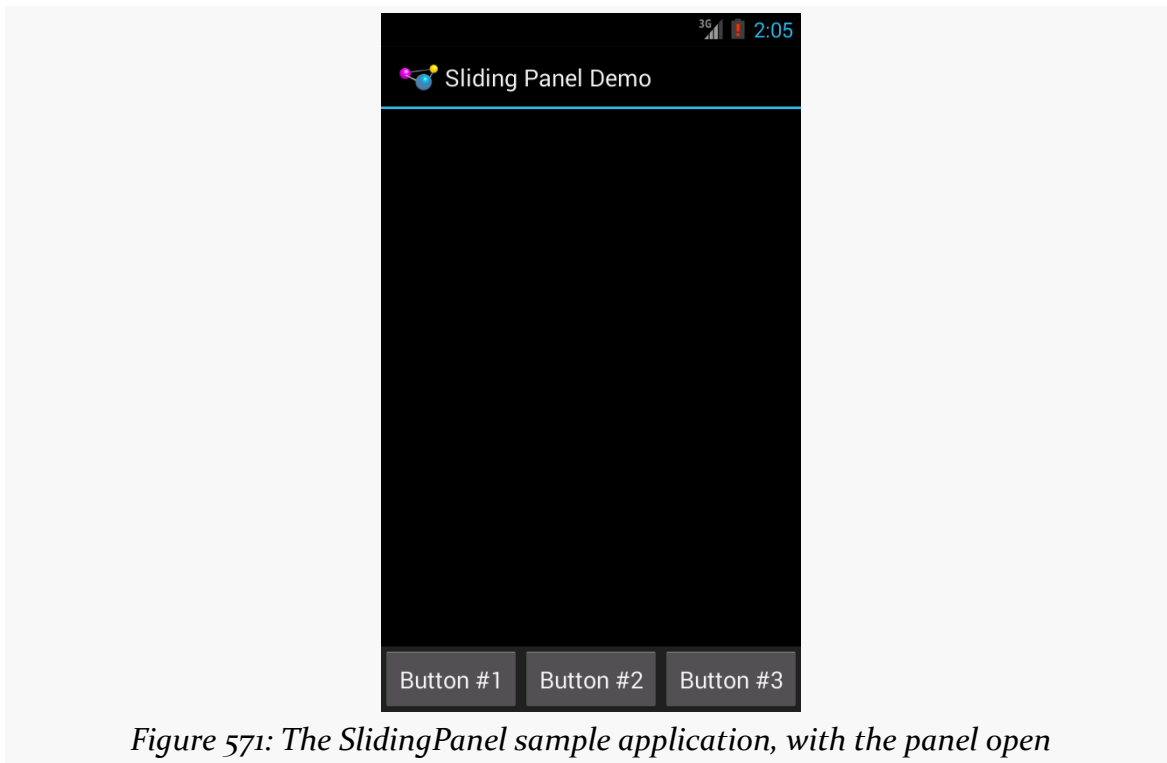 3G 2:05
Sliding Panel Demo
Button #1 Button #2 Button #3
Figure 571: The SlidingPanel sample application, with the panel open